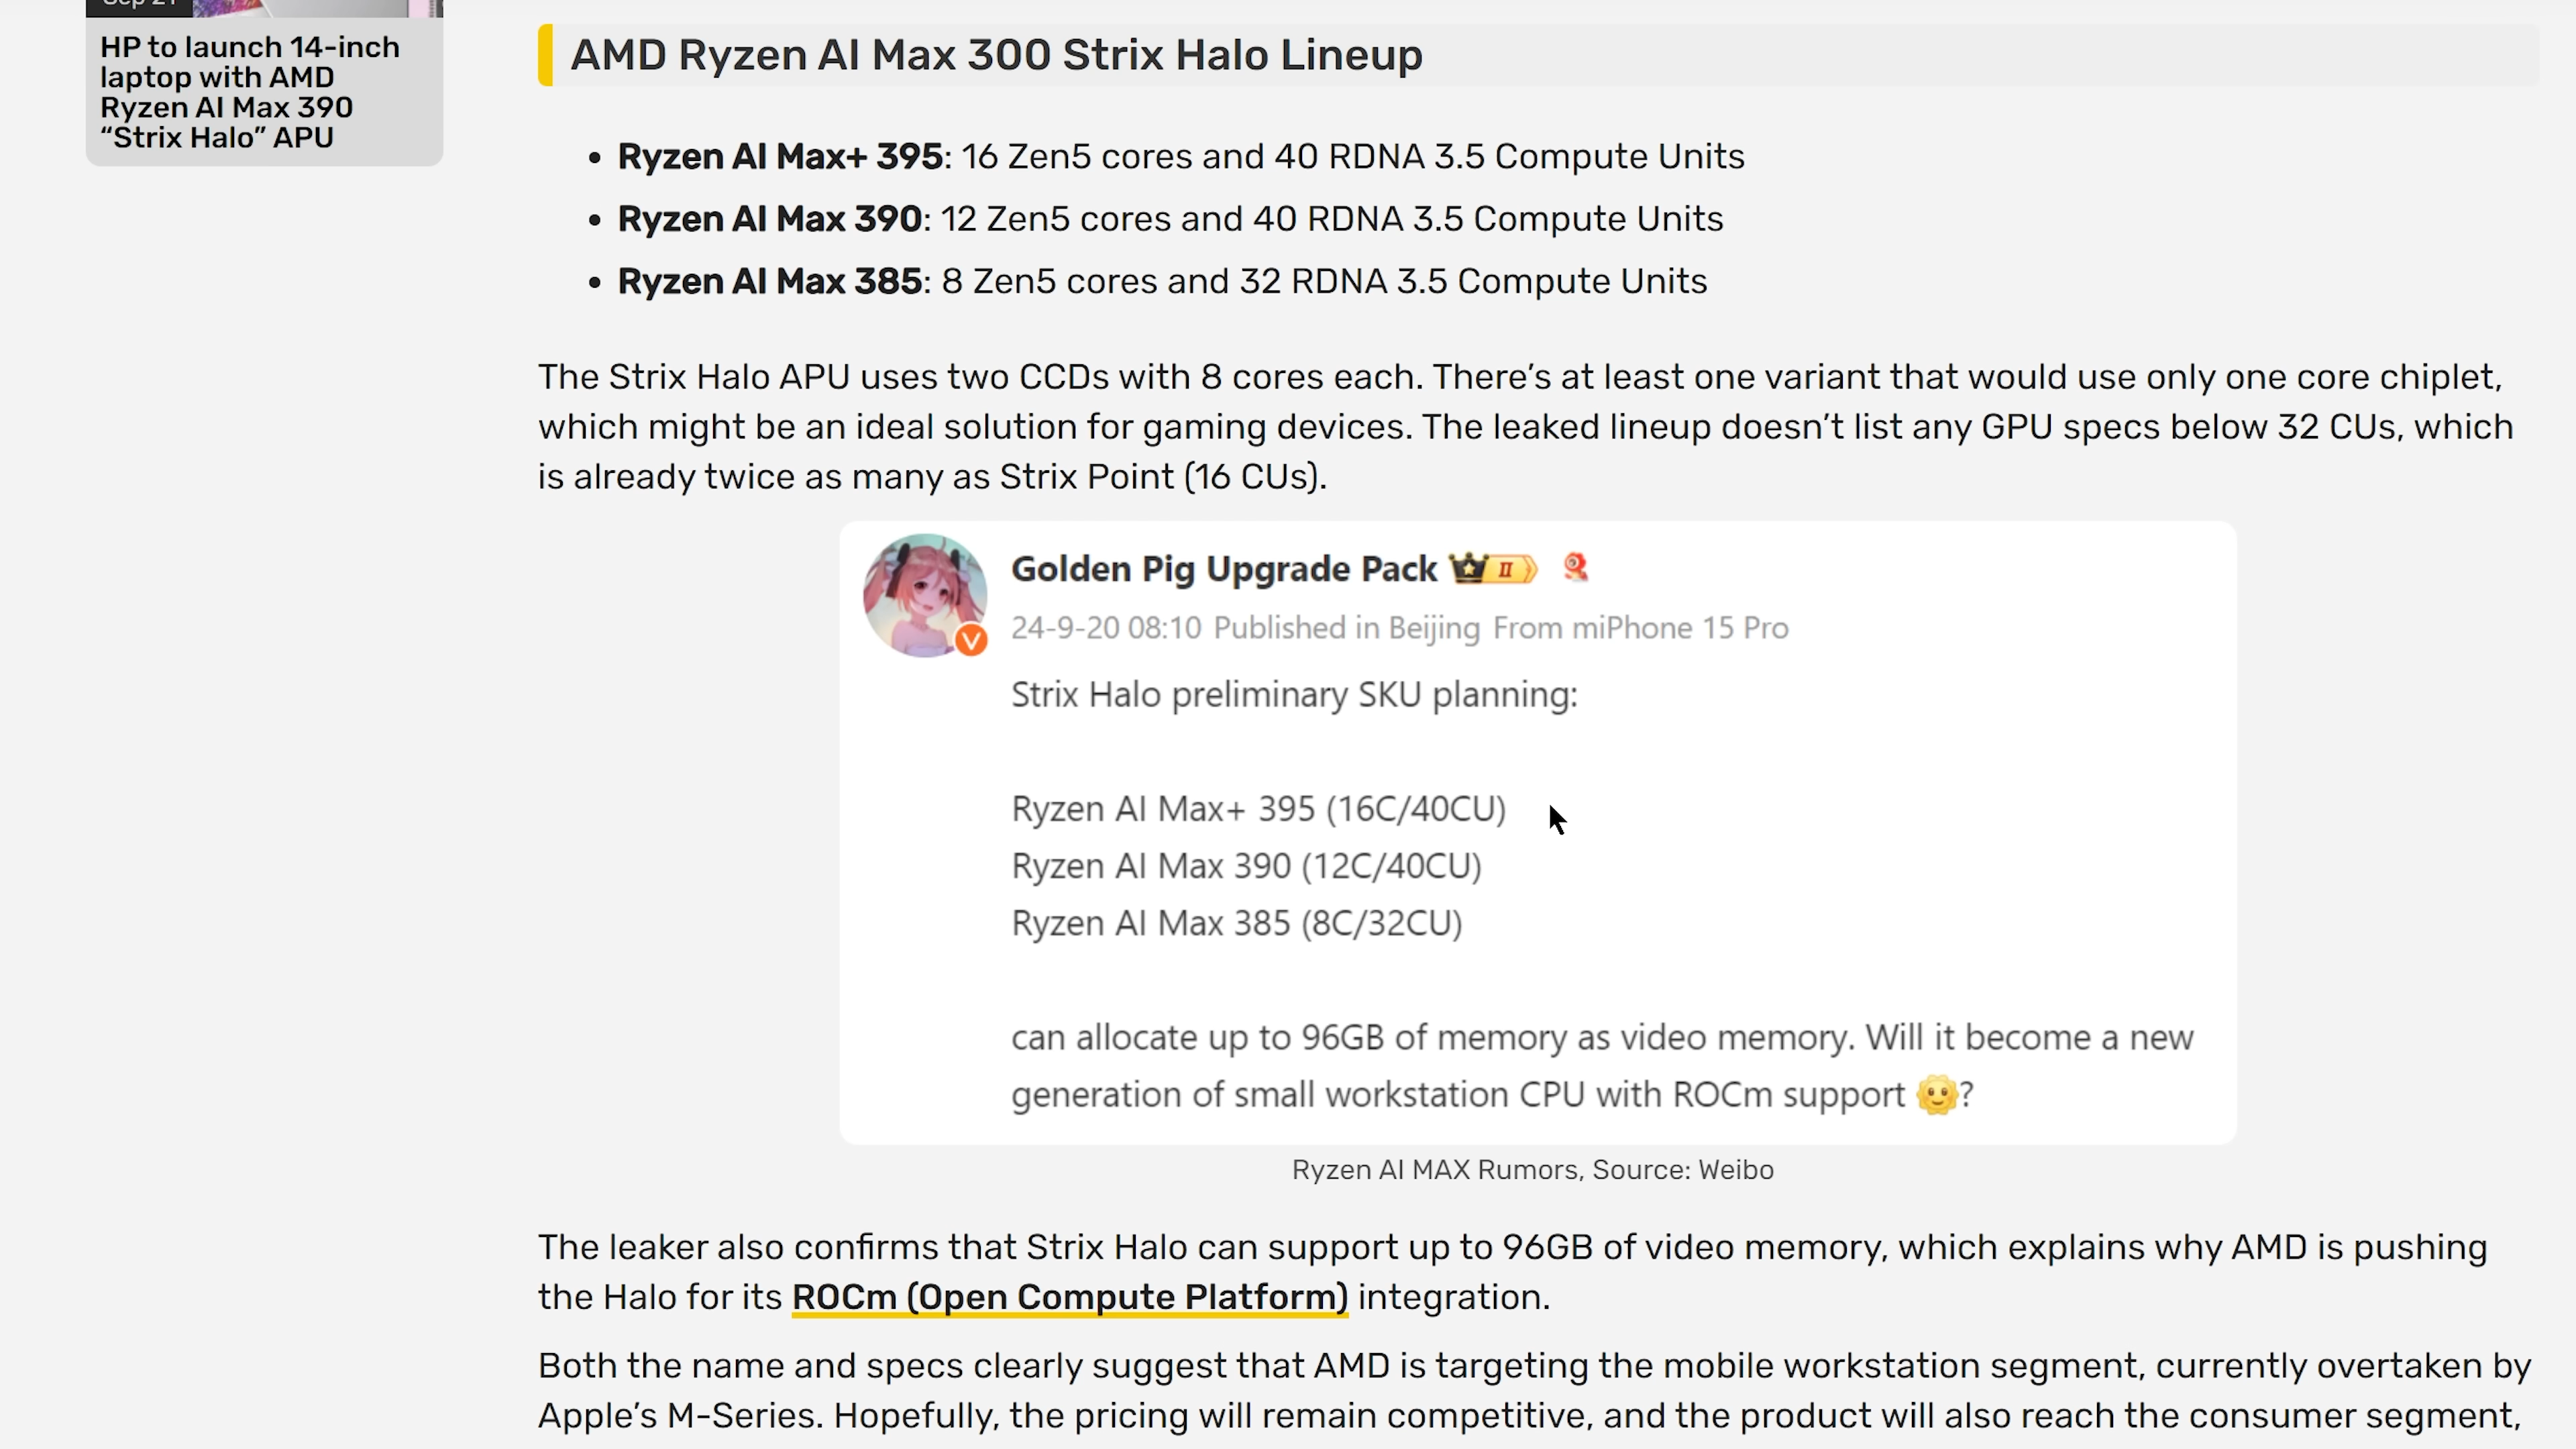 Sep 21
HP to launch 14-inch
laptop with AMD
Ryzen AI Max 390
“Strix Halo” APU
AMD Ryzen AI Max 300 Strix Halo Lineup
• Ryzen AI Max+ 395: 16 Zen5 cores and 40 RDNA 3.5 Compute Units
• Ryzen AI Max 390: 12 Zen5 cores and 40 RDNA 3.5 Compute Units
• Ryzen AI Max 385: 8 Zen5 cores and 32 RDNA 3.5 Compute Units
The Strix Halo APU uses two CCDs with 8 cores each. There’s at least one variant that would use only one core chiplet,
which might be an ideal solution for gaming devices. The leaked lineup doesn’t list any GPU specs below 32 CUs, which
is already twice as many as Strix Point (16 CUs).
Golden Pig Upgrade Pack II
V
24-9-20 08:10 Published in Beijing From miPhone 15 Pro
Strix Halo preliminary SKU planning:
Ryzen AI Max+ 395 (16C/40CU)
Ryzen AI Max 390 (12C/40CU)
Ryzen AI Max 385 (8C/32CU)
can allocate up to 96GB of memory as video memory. Will it become a new
generation of small workstation CPU with ROCm support 🌞?
Ryzen AI MAX Rumors, Source: Weibo
The leaker also confirms that Strix Halo can support up to 96GB of video memory, which explains why AMD is pushing
the Halo for its ROCm (Open Compute Platform) integration.
Both the name and specs clearly suggest that AMD is targeting the mobile workstation segment, currently overtaken by
Apple’s M-Series. Hopefully, the pricing will remain competitive, and the product will also reach the consumer segment,